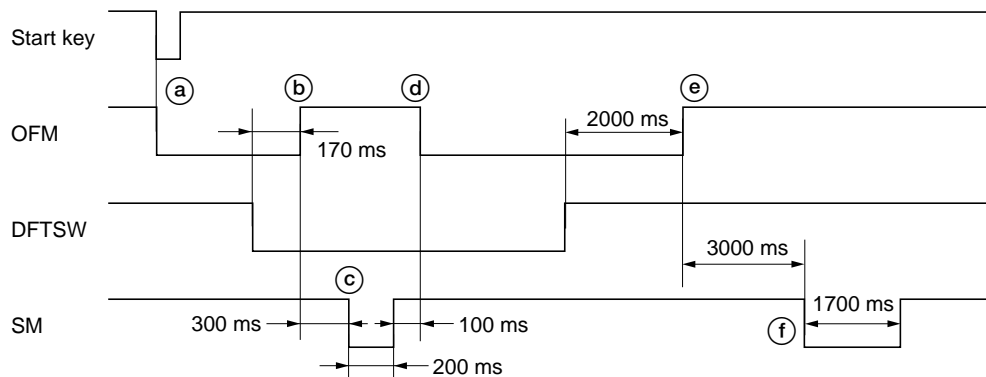 Start key
ⓐ ⓑ ⓓ ⓔ
OFM
170 ms
2000 ms
DFTSW
3000 ms
ⓒ
SM
300 ms
100 ms
200 ms
1700 ms
ⓕ